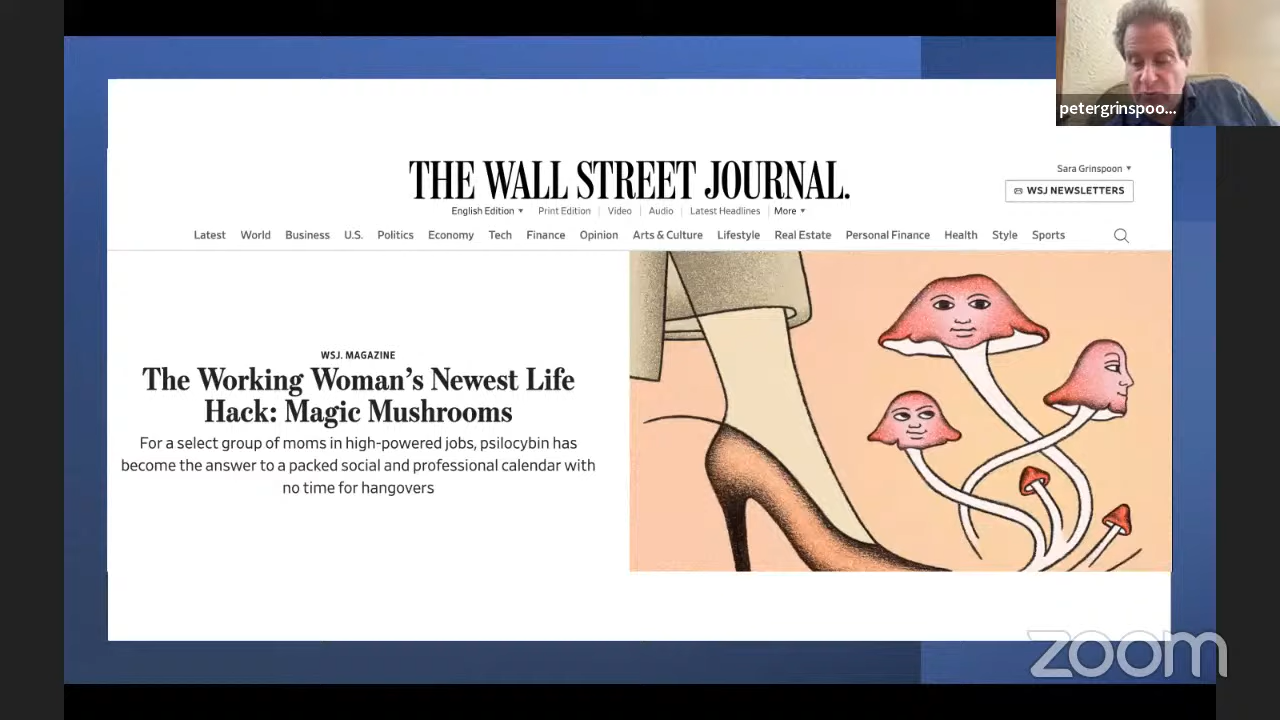 petergrinspoo...
THE WALL STREET JOURNAL.
Sara Grinspoon
WSJ NEWSLETTERS
English Edition Print Edition Video Audio Latest Headlines More
Latest World Business U.S. Politics Economy Tech Finance Opinion Arts & Culture Lifestyle Real Estate Personal Finance Health Style Sports
WSJ. MAGAZINE
The Working Woman’s Newest Life
Hack: Magic Mushrooms
For a select group of moms in high-powered jobs, psilocybin has
become the answer to a packed social and professional calendar with
no time for hangovers
zoom